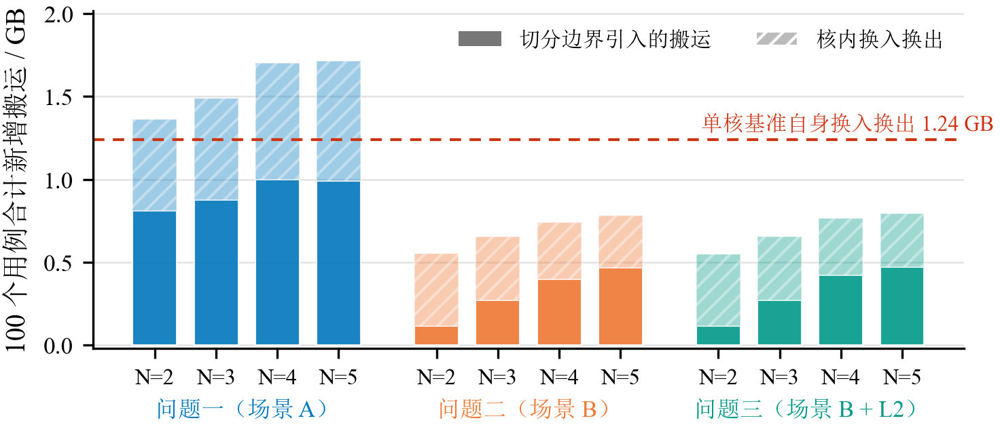 100 个用例合计新增搬运 / GB
2.0
1.5
1.0
0.5
0.0
切分边界引入的搬运
核内换入换出
单核基准自身换入换出 1.24 GB
N=2 N=3 N=4 N=5 N=2 N=3 N=4 N=5 N=2 N=3 N=4 N=5
问题一（场景 A） 问题二（场景 B） 问题三（场景 B + L2）